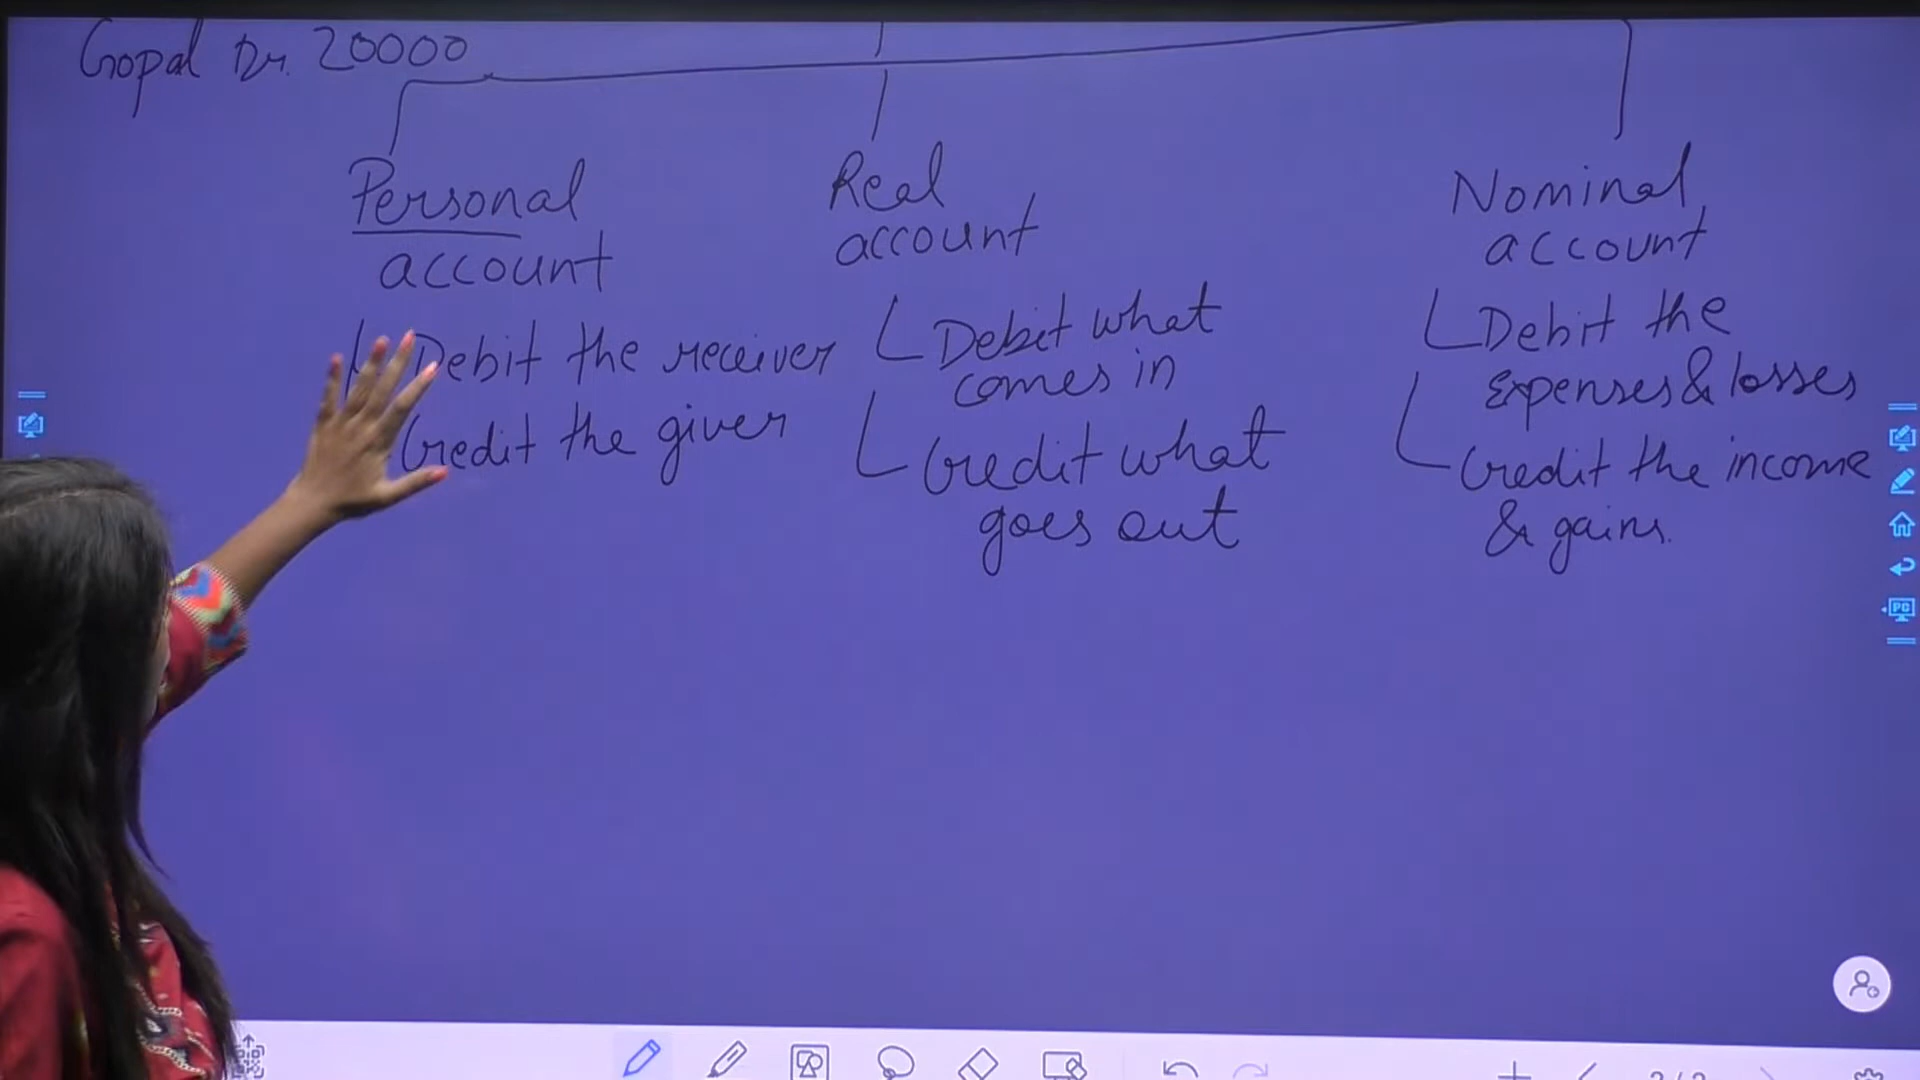 Gopal Dr. 20000
Personal
account
Debit the receiver
Credit the giver
Real
account
Debit what
comes in
Credit what
goes out
Nominal
account
Debit the
Expenses & losses
Credit the income
& gains.
PC